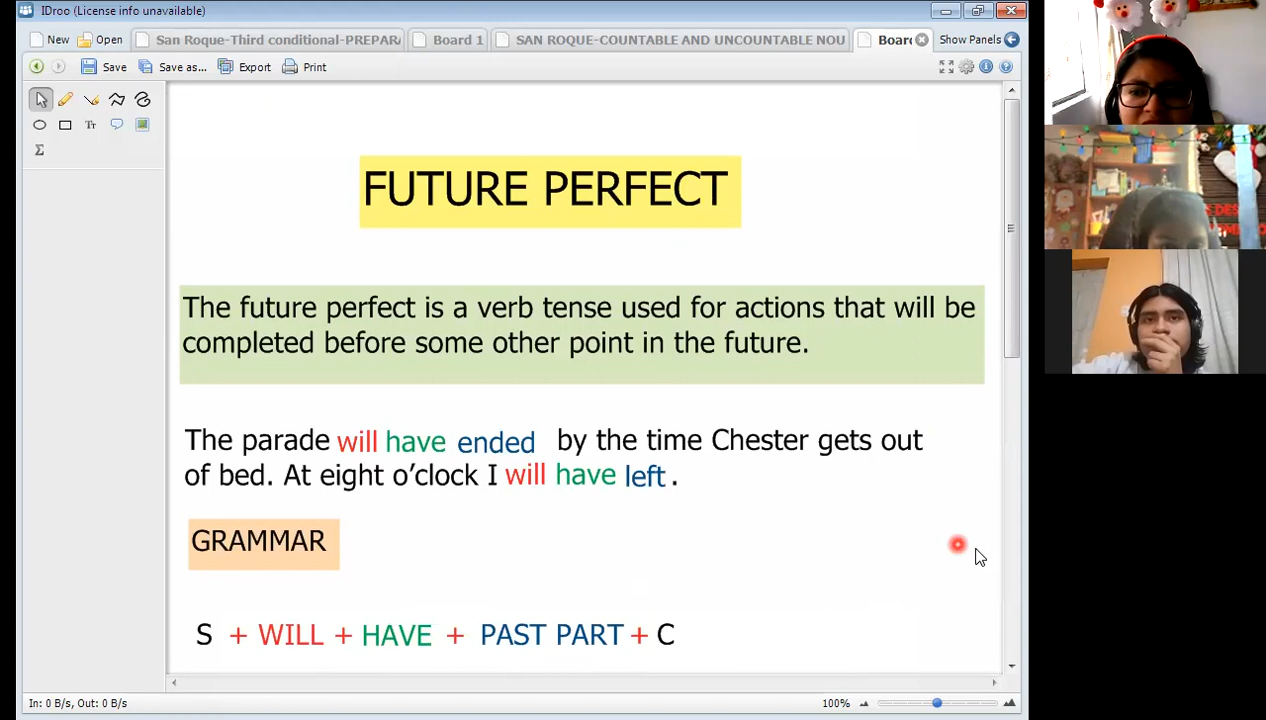 IDroo (License info unavailable)
New Open San Roque-Third conditional-PREPAR Board 1 SAN ROQUE-COUNTABLE AND UNCOUNTABLE NOU Board Show Panels
Save Save as... Export Print
Tr
Σ
FUTURE PERFECT
The future perfect is a verb tense used for actions that will be
completed before some other point in the future.
The parade will have ended by the time Chester gets out
of bed. At eight o’clock I will have left .
GRAMMAR
S + WILL + HAVE + PAST PART + C
In: 0 B/s, Out: 0 B/s 100%